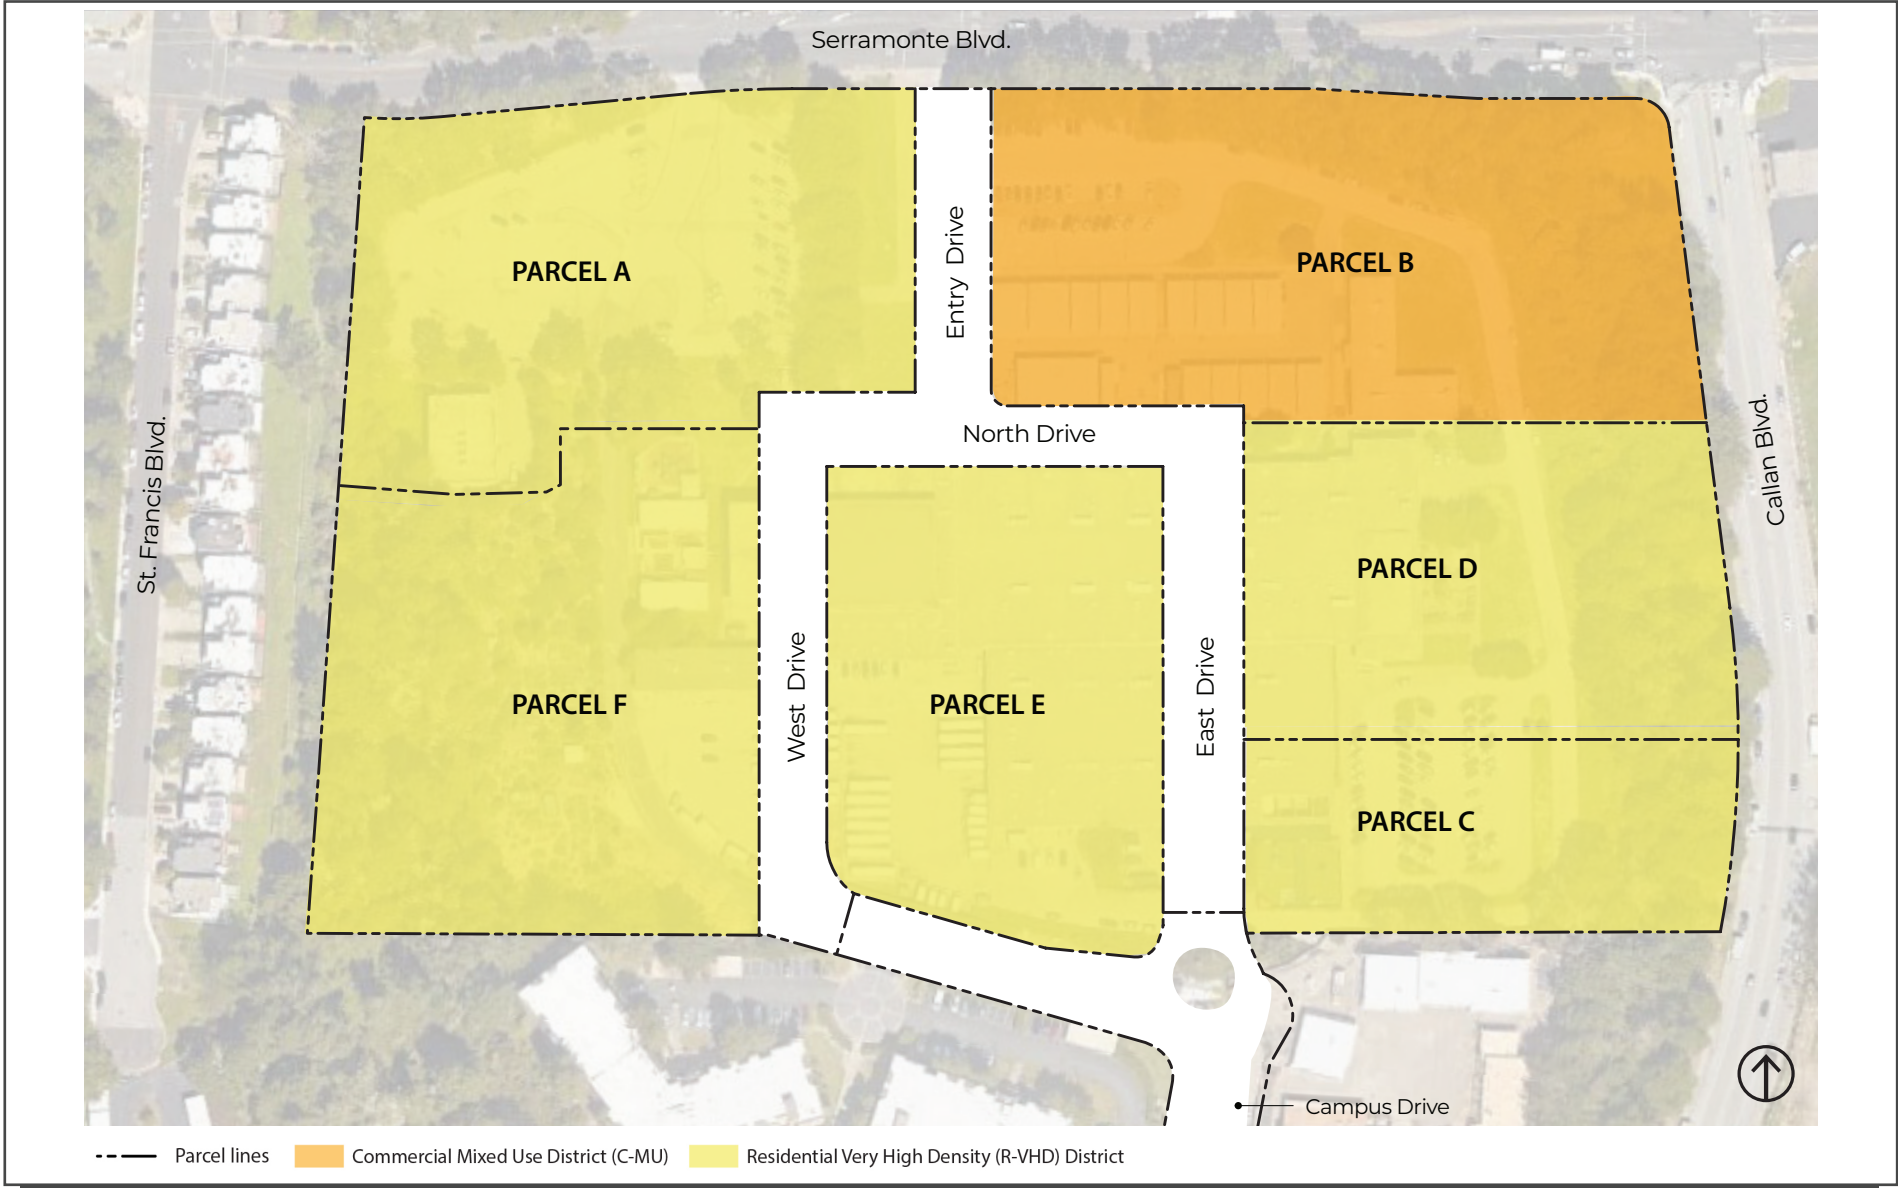 Serramonte Blvd.
PARCEL A
Entry Drive
PARCEL B
St. Francis Blvd.
North Drive
Callan Blvd.
PARCEL D
PARCEL F
West Drive
PARCEL E
East Drive
PARCEL C
Campus Drive
Parcel lines
Commercial Mixed Use District (C-MU)
Residential Very High Density (R-VHD) District